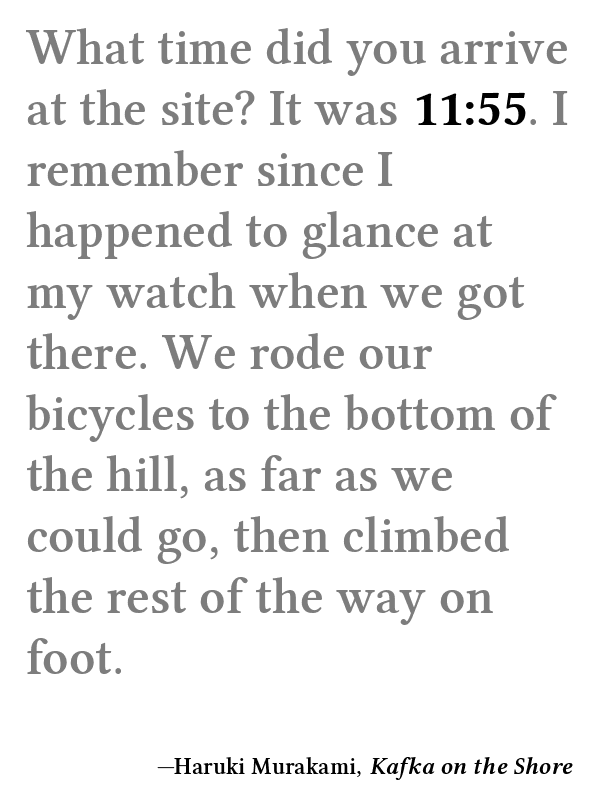 What time did you arrive
at the site? It was 11:55. I
remember since I
happened to glance at
my watch when we got
there. We rode our
bicycles to the bottom of
the hill, as far as we
could go, then climbed
the rest of the way on
foot.
—Haruki Murakami, Kafka on the Shore